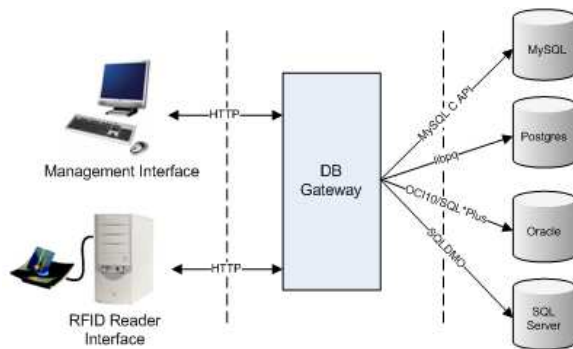 Management Interface
RFID Reader
Interface
HTTP
HTTP
DB
Gateway
MySQL C API
libpq
OCI10/SQL*Plus
SQLDMO
MySQL
Postgres
Oracle
SQL
Server